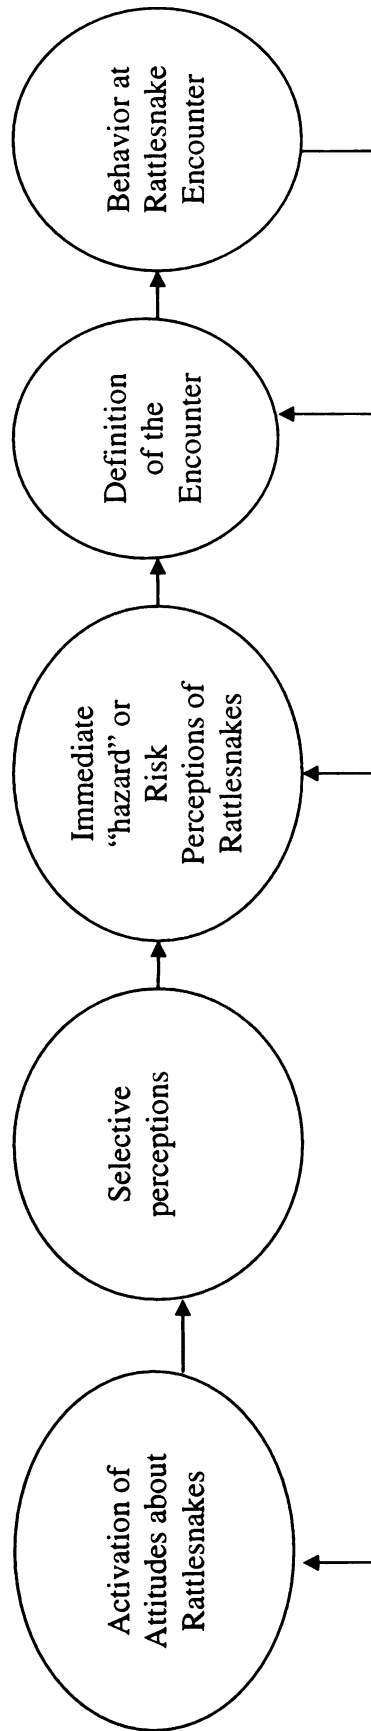 Activation of
Attitudes about
Rattlesnakes
Selective
perceptions
Immediate
“hazard” or
Risk
Perceptions of
Rattlesnakes
Definition
of the
Encounter
Behavior at
Rattlesnake
Encounter